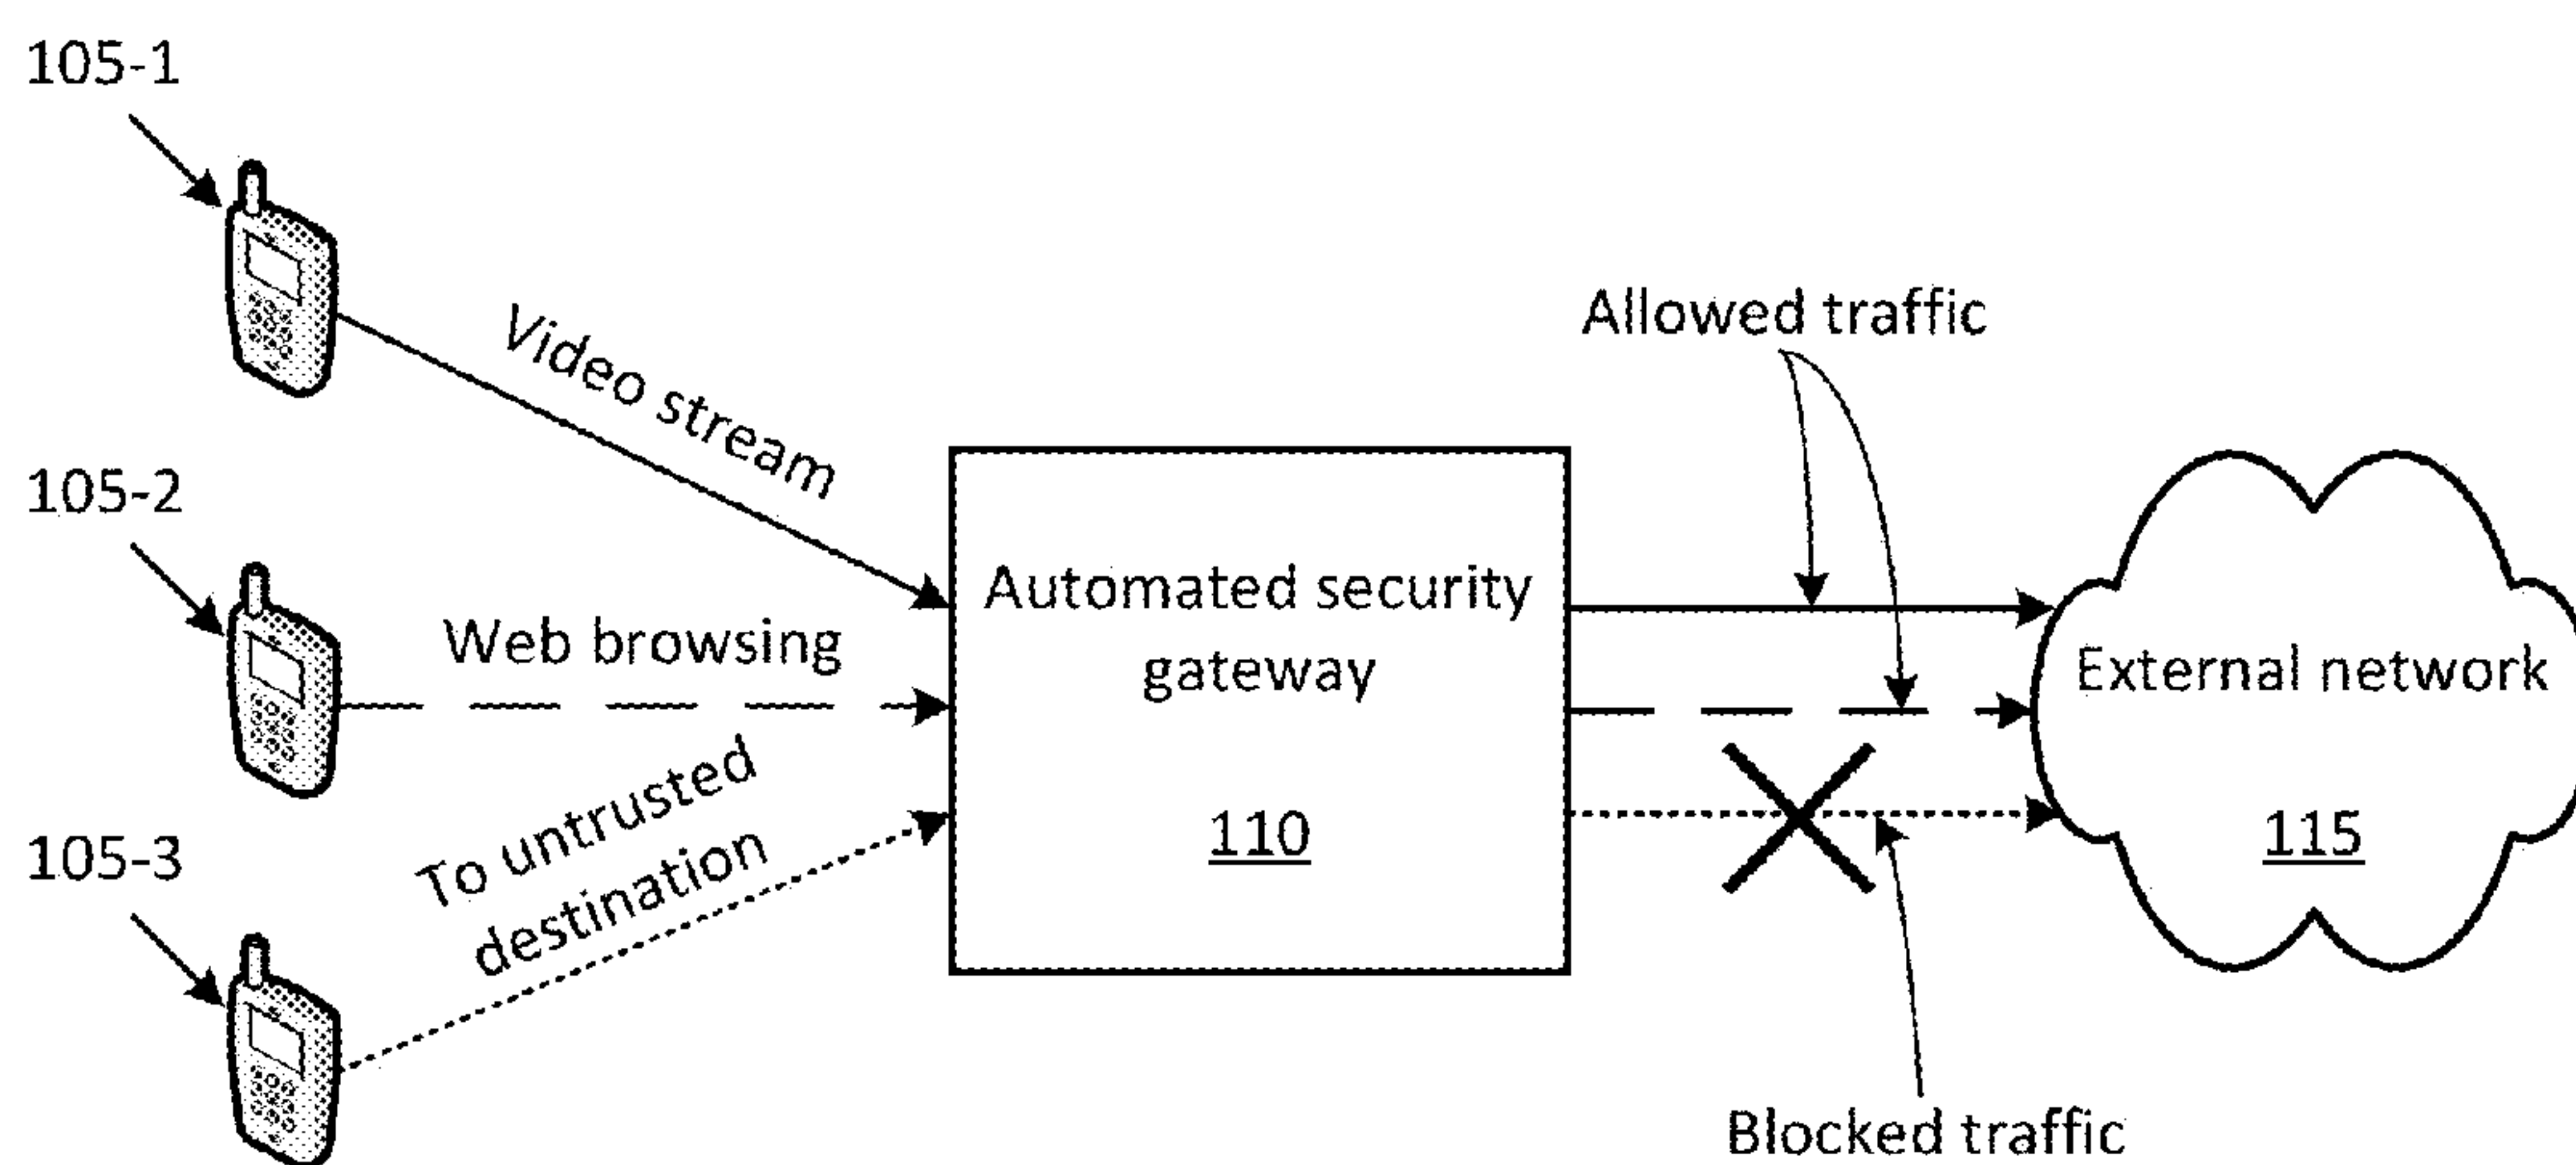 105-1
Video stream
Allowed traffic
105-2
Web browsing
Automated security
gateway
110
External network
115
105-3
To untrusted
destination
Blocked traffic